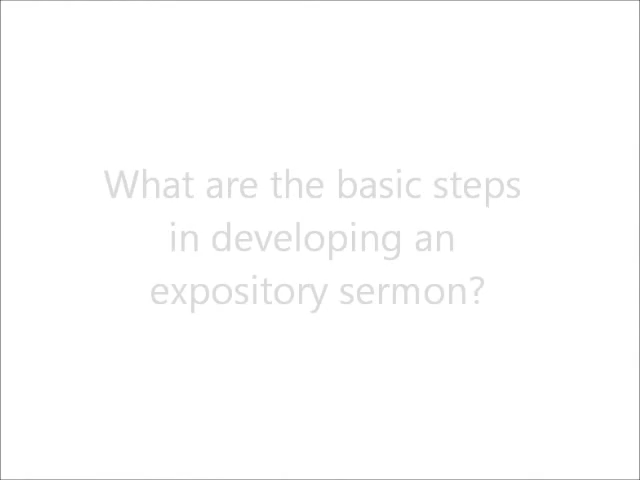 What are the basic steps
in developing an
expository sermon?